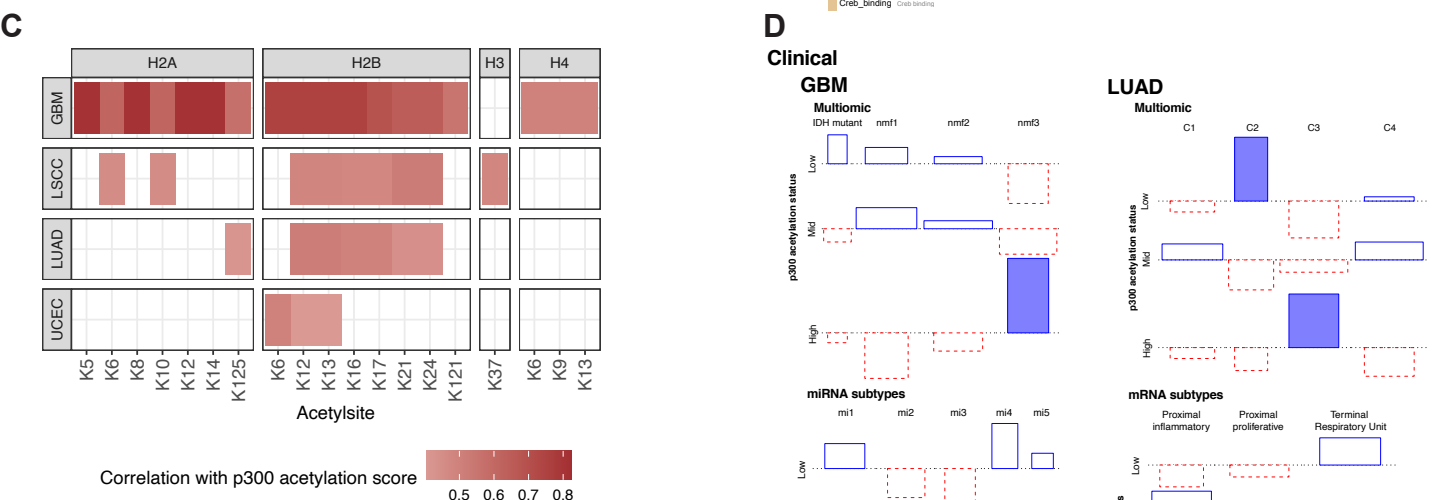 Creb_binding Creb binding
C
H2A H2B H3 H4
GBM
LSCC
LUAD
UCEC
K5 K6 K8 K10 K12 K14 K125 K6 K12 K13 K16 K17 K21 K24 K121 K37 K6 K9 K13
Acetylsite
Correlation with p300 acetylation score
0.5 0.6 0.7 0.8
D
Clinical
GBM
Multiomic
IDH mutant nmf1 nmf2 nmf3
Low
Mid
High
p300 acetylation status
miRNA subtypes
mi1 mi2 mi3 mi4 mi5
Low
LUAD
Multiomic
C1 C2 C3 C4
Low
Mid
High
p300 acetylation status
mRNA subtypes
Proximal inflammatory
Proximal proliferative
Terminal Respiratory Unit
Low